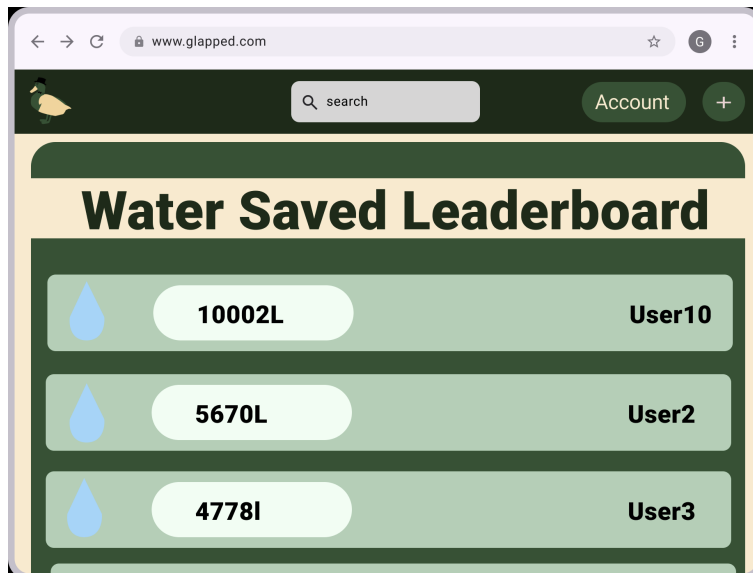 www.glapped.com
G
search
Account
+
Water Saved Leaderboard
10002L
User10
5670L
User2
4778l
User3